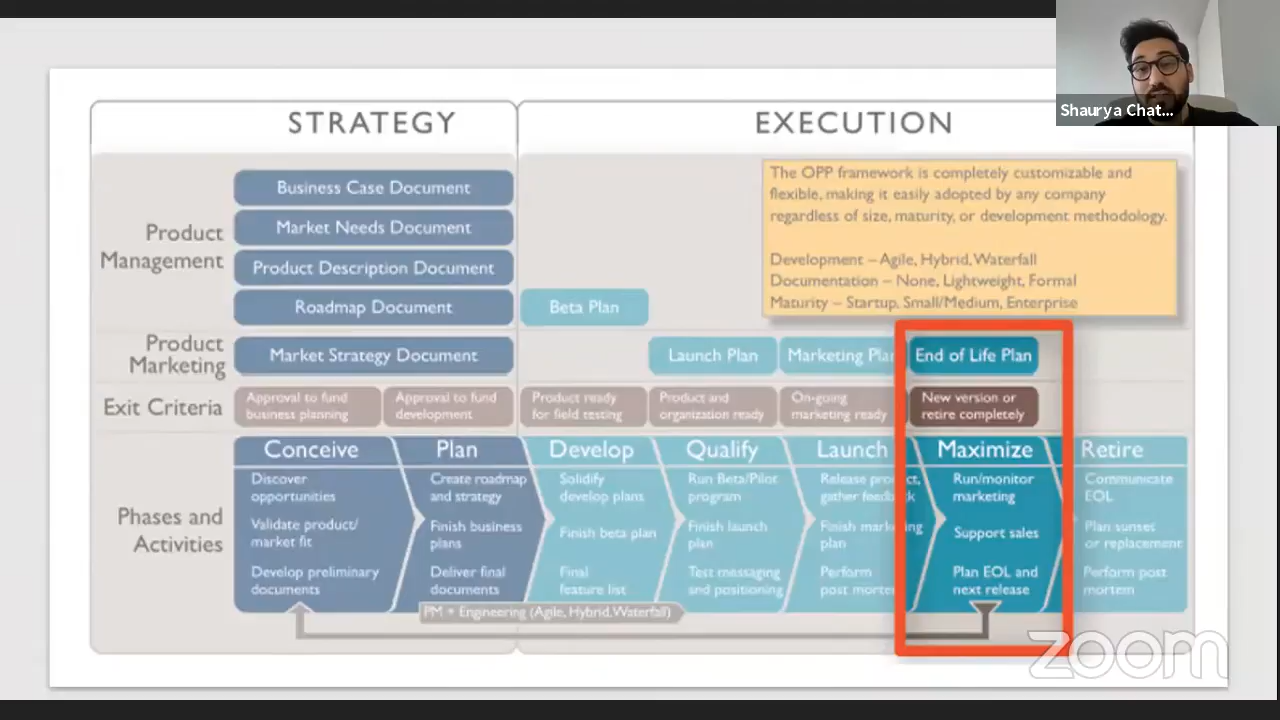 Shaurya Chat...
STRATEGY
EXECUTION
Product
Management
Business Case Document
Market Needs Document
Product Description Document
Roadmap Document
Beta Plan
The OPP framework is completely customizable and
flexible, making it easily adopted by any company
regardless of size, maturity, or development methodology.
Development – Agile, Hybrid, Waterfall
Documentation – None, Lightweight, Formal
Maturity – Startup, Small/Medium, Enterprise
Product
Marketing
Market Strategy Document
Launch Plan
Marketing Plan
End of Life Plan
Exit Criteria
Approval to fund
business planning
Approval to fund
development
Product ready
for field testing
Product and
organization ready
On-going
marketing ready
New version or
retire completely
Phases and
Activities
Conceive
Discover
opportunities
Validate product/
market fit
Develop preliminary
documents
Plan
Create roadmap
and strategy
Finish business
plans
Deliver final
documents
Develop
Solidify
develop plans
Finish beta plan
Final
feature list
Qualify
Run Beta/Pilot
program
Finish launch
plan
Test messaging
and positioning
Launch
Release product,
gather feedback
Finish marketing
plan
Perform
post mortem
Maximize
Run/monitor
marketing
Support sales
Plan EOL and
next release
Retire
Communicate
EOL
Plan sunset
or replacement
Perform post
mortem
PM + Engineering (Agile, Hybrid, Waterfall)
zoom